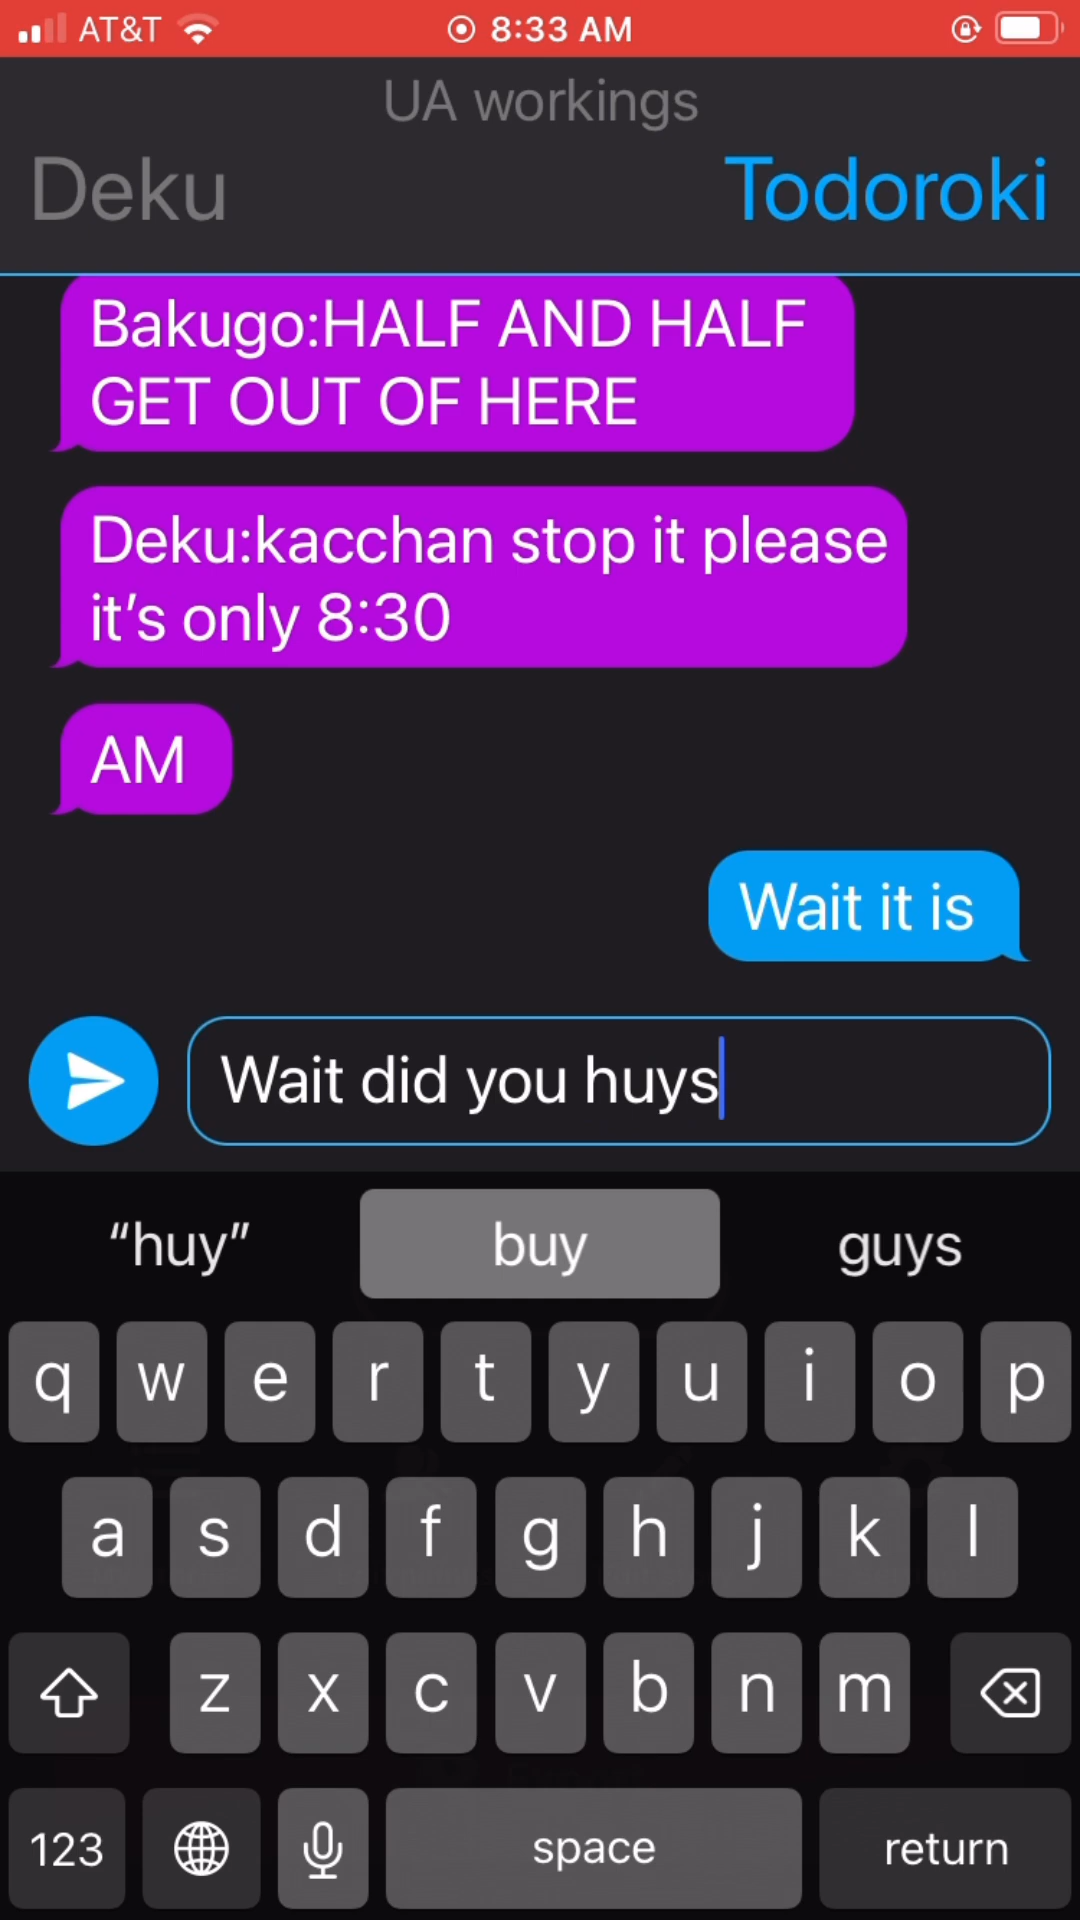 AT&T 8:33 AM
UA workings
Deku Todoroki
Bakugo:HALF AND HALF
GET OUT OF HERE
Deku:kacchan stop it please
it's only 8:30
AM
Wait it is
Wait did you huys
“huy” buy guys
q w e r t y u i o p
a s d f g h j k l
z x c v b n m
123 space return